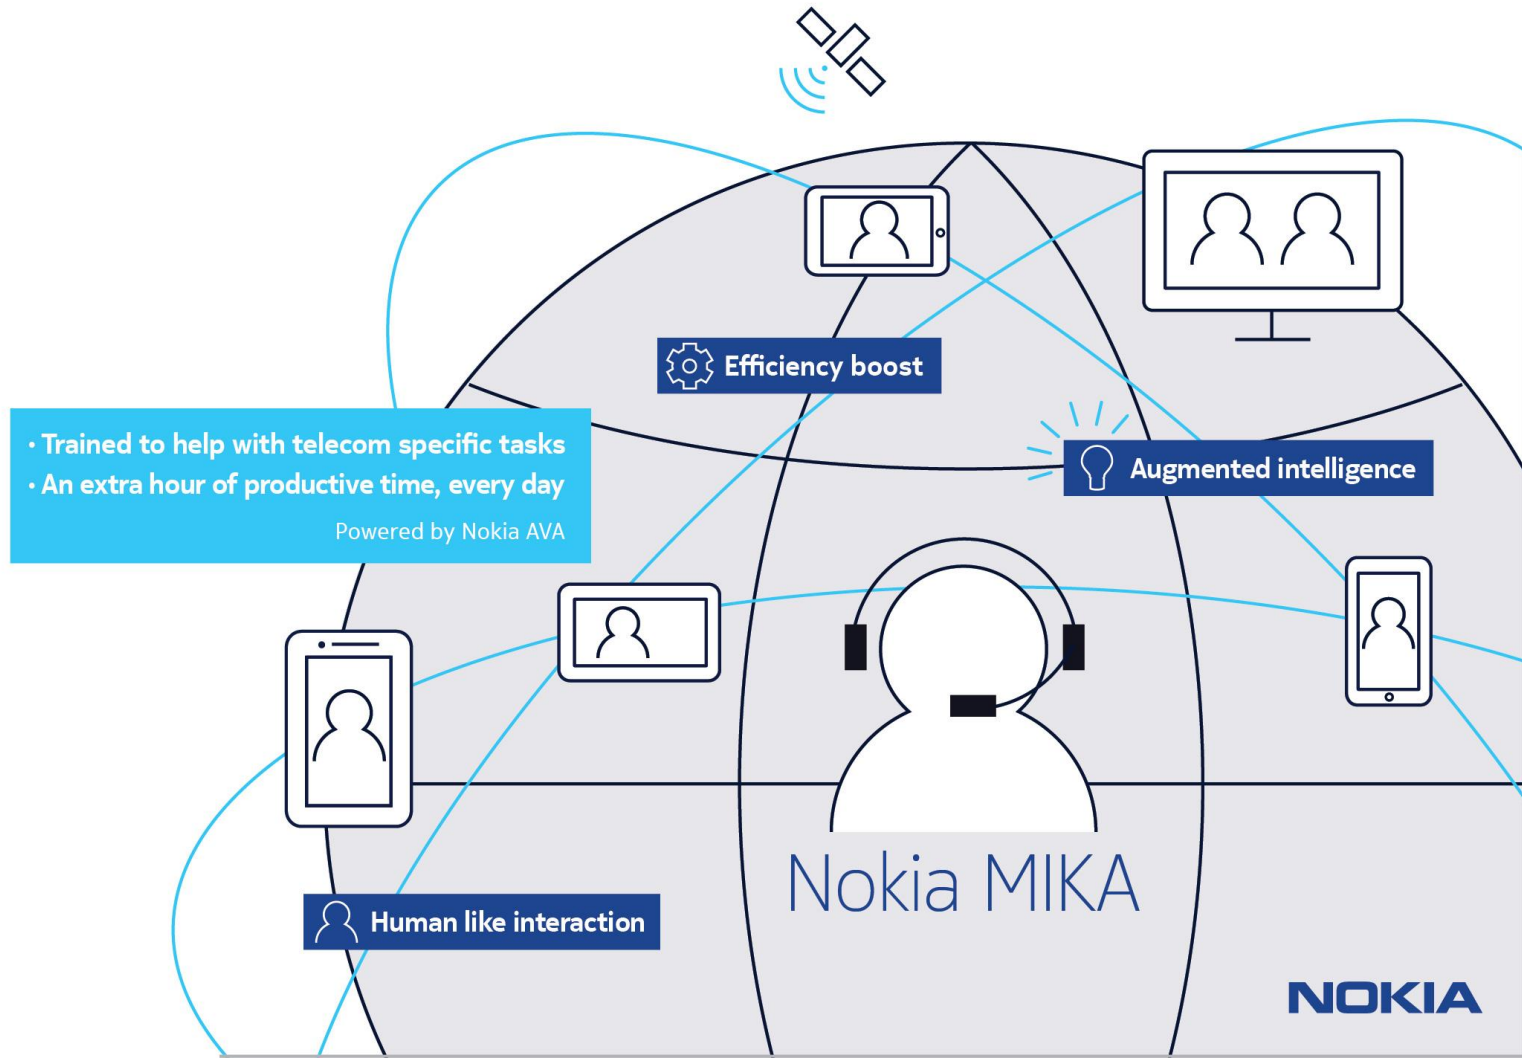 Efficiency boost
• Trained to help with telecom specific tasks
• An extra hour of productive time, every day
Powered by Nokia AVA
Augmented intelligence
Nokia MIKA
Human like interaction
NOKIA